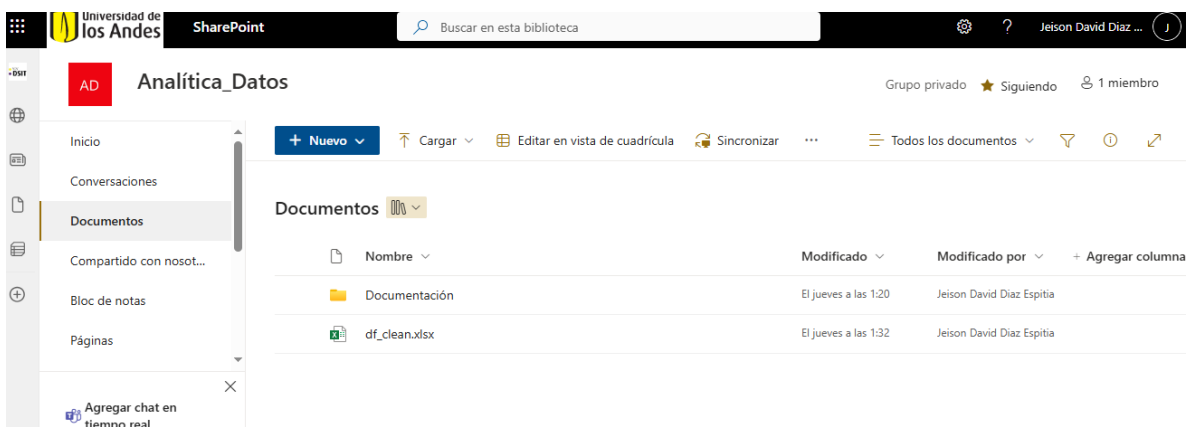 Universidad de
los Andes
SharePoint
Buscar en esta biblioteca
?
Jeison David Diaz ...
J
DSIT
AD
Analítica_Datos
Grupo privado
Siguiendo
1 miembro
Inicio
Conversaciones
Documentos
Compartido con nosot...
Bloc de notas
Páginas
Agregar chat en
tiempo real
+ Nuevo
Cargar
Editar en vista de cuadrícula
Sincronizar
...
Todos los documentos
Documentos
Nombre
Modificado
Modificado por
+ Agregar columna
Documentación
El jueves a las 1:20
Jeison David Diaz Espitia
df_clean.xlsx
El jueves a las 1:32
Jeison David Diaz Espitia